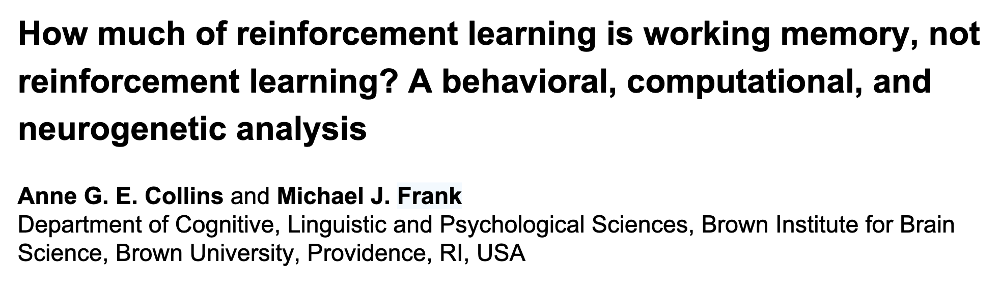 How much of reinforcement learning is working memory, not
reinforcement learning? A behavioral, computational, and
neurogenetic analysis
Anne G. E. Collins and Michael J. Frank
Department of Cognitive, Linguistic and Psychological Sciences, Brown Institute for Brain
Science, Brown University, Providence, RI, USA